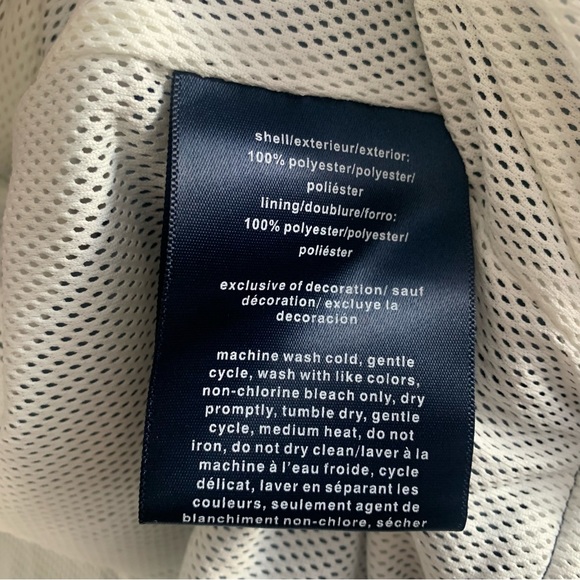 shell/exterieur/exterior:
100% polyester/polyester/
poliéster
lining/doublure/forro:
100% polyester/polyester/
poliéster
exclusive of decoration/ sauf
décoration/ excluye la
decoración
machine wash cold, gentle
cycle, wash with like colors,
non-chlorine bleach only, dry
promptly, tumble dry, gentle
cycle, medium heat, do not
iron, do not dry clean/laver à la
machine à l'eau froide, cycle
délicat, laver en séparant les
couleurs, seulement agent de
blanchiment non-chlore, sécher